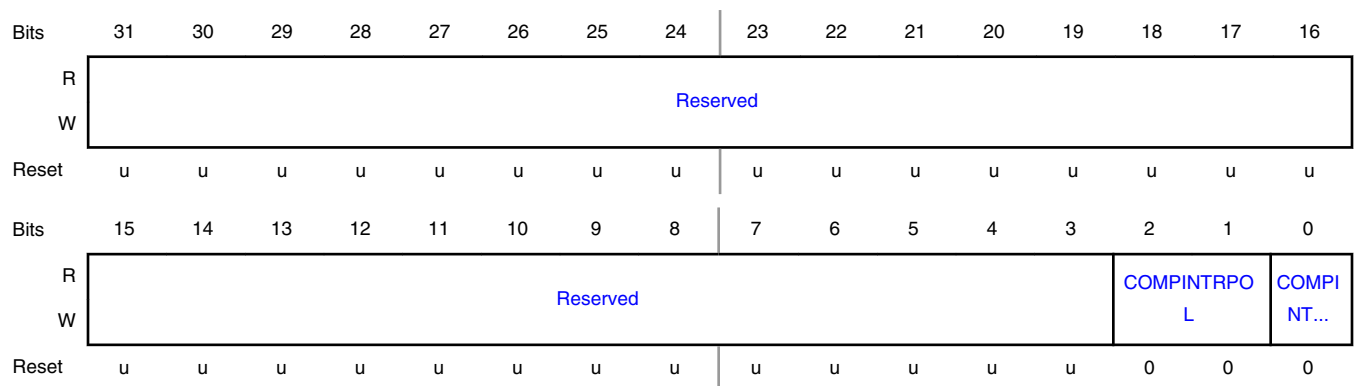 Bits 31 30 29 28 27 26 25 24 23 22 21 20 19 18 17 16
R
Reserved
W
Reset u u u u u u u u u u u u u u u u
Bits 15 14 13 12 11 10 9 8 7 6 5 4 3 2 1 0
R
Reserved
COMPINTRPO
L
COMPI
NT...
W
Reset u u u u u u u u u u u u u 0 0 0